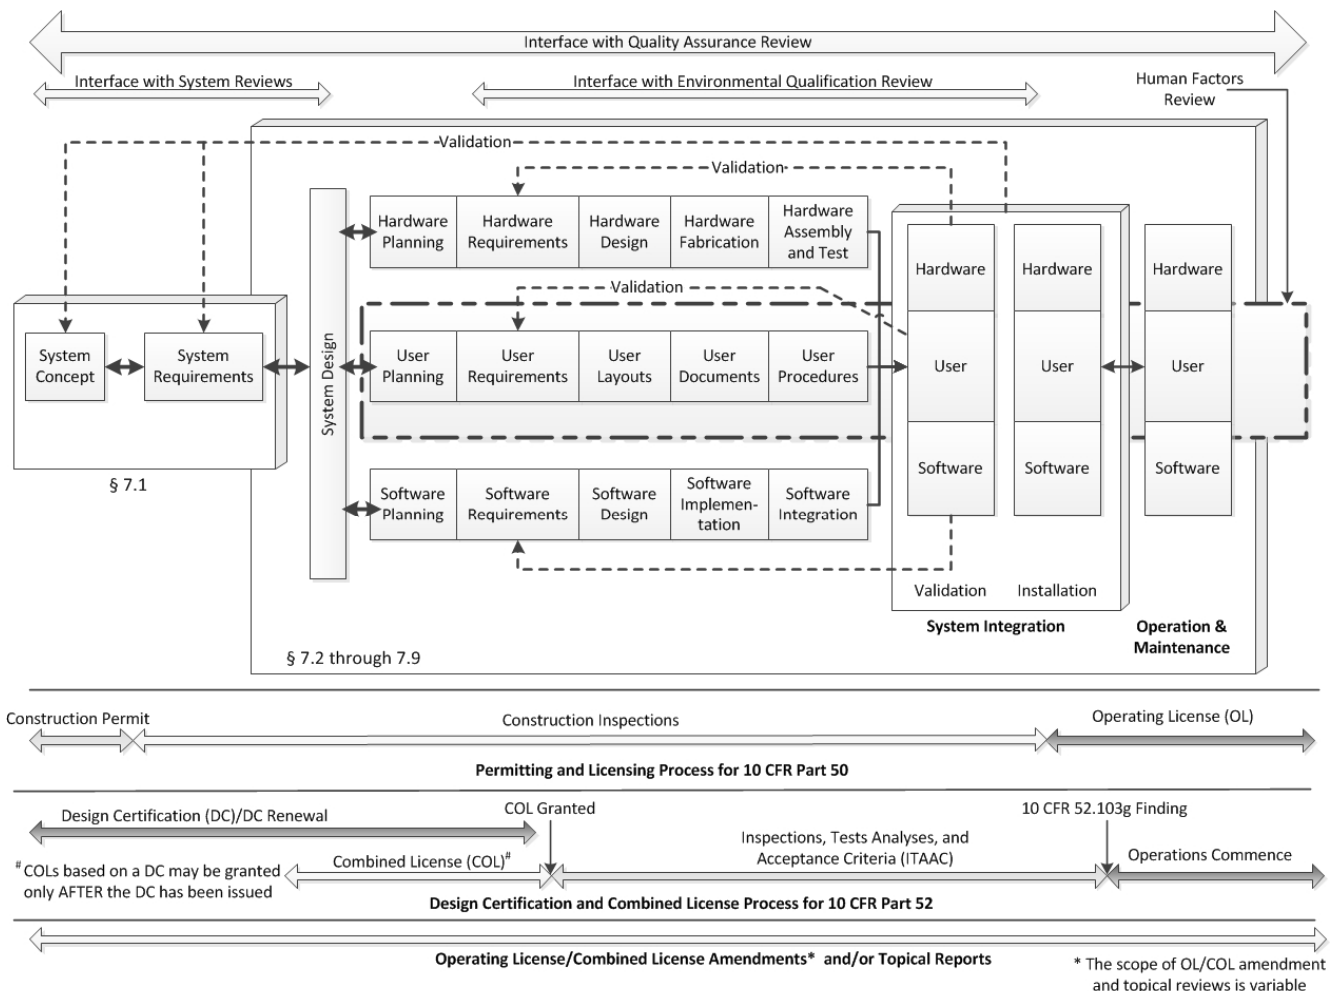 Interface with Quality Assurance Review
Interface with System Reviews
Interface with Environmental Qualification Review
Human Factors
Review
Validation
Validation
Hardware
Planning
Hardware
Requirements
Hardware
Design
Hardware
Fabrication
Hardware
Assembly
and Test
Validation
System
Concept
System
Requirements
System Design
User
Planning
User
Requirements
User
Layouts
User
Documents
User
Procedures
Software
Planning
Software
Requirements
Software
Design
Software
Implemen-
tation
Software
Integration
Hardware
User
Software
Validation
Hardware
User
Software
Installation
System Integration
Hardware
User
Software
Operation &
Maintenance
§ 7.1
§ 7.2 through 7.9
Construction Permit
Construction Inspections
Operating License (OL)
Permitting and Licensing Process for 10 CFR Part 50
Design Certification (DC)/DC Renewal
COL Granted
10 CFR 52.103g Finding
# COLs based on a DC may be granted
only AFTER the DC has been issued
Combined License (COL)#
Inspections, Tests Analyses, and
Acceptance Criteria (ITAAC)
Operations Commence
Design Certification and Combined License Process for 10 CFR Part 52
Operating License/Combined License Amendments* and/or Topical Reports
* The scope of OL/COL amendment
and topical reviews is variable